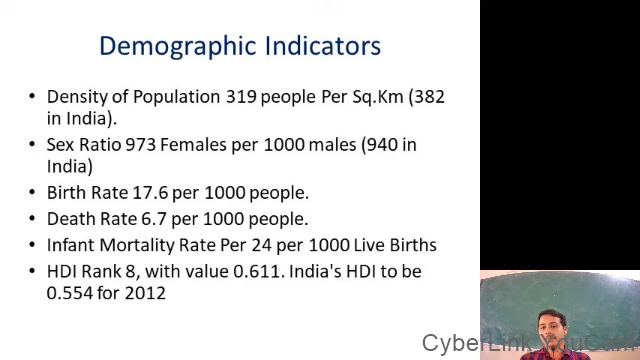 Demographic Indicators
• Density of Population 319 people Per Sq.Km (382
in India).
• Sex Ratio 973 Females per 1000 males (940 in
India)
• Birth Rate 17.6 per 1000 people.
• Death Rate 6.7 per 1000 people.
• Infant Mortality Rate Per 24 per 1000 Live Births
• HDI Rank 8, with value 0.611. India's HDI to be
0.554 for 2012
CyberLink YouCam